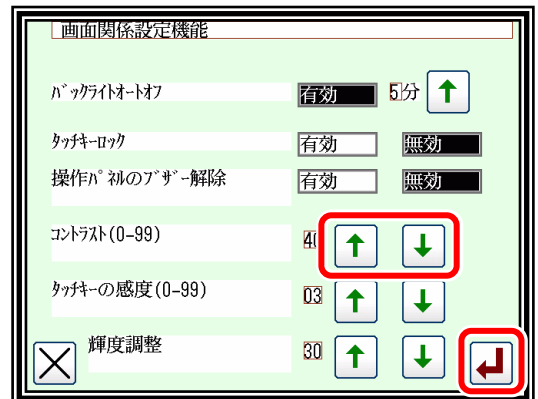 画面関係設定機能
ﾊﾞｯｸﾗｲﾄｵｰﾄｵﾌ 有効 5分
ﾀｯﾁｷｰﾛｯｸ 有効 無効
操作ﾊﾟﾈﾙのﾌﾞｻﾞｰ解除 有効 無効
ｺﾝﾄﾗｽﾄ(0-99)
ﾀｯﾁｷｰの感度(0-99) 03
輝度調整 30